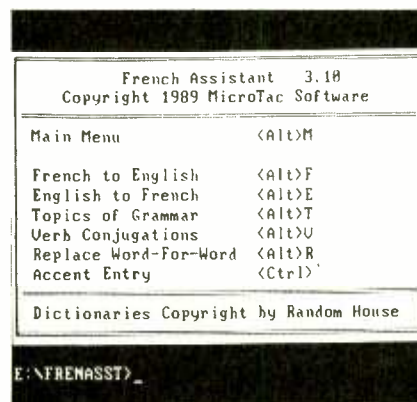 French Assistant 3.10
Copyright 1989 MicroTac Software
Main Menu <Alt>M
French to English <Alt>F
English to French <Alt>E
Topics of Grammar <Alt>T
Verb Conjugations <Alt>V
Replace Word-For-Word <Alt>R
Accent Entry <Ctrl>`
Dictionaries Copyright by Random House
E:\FRENASST>_